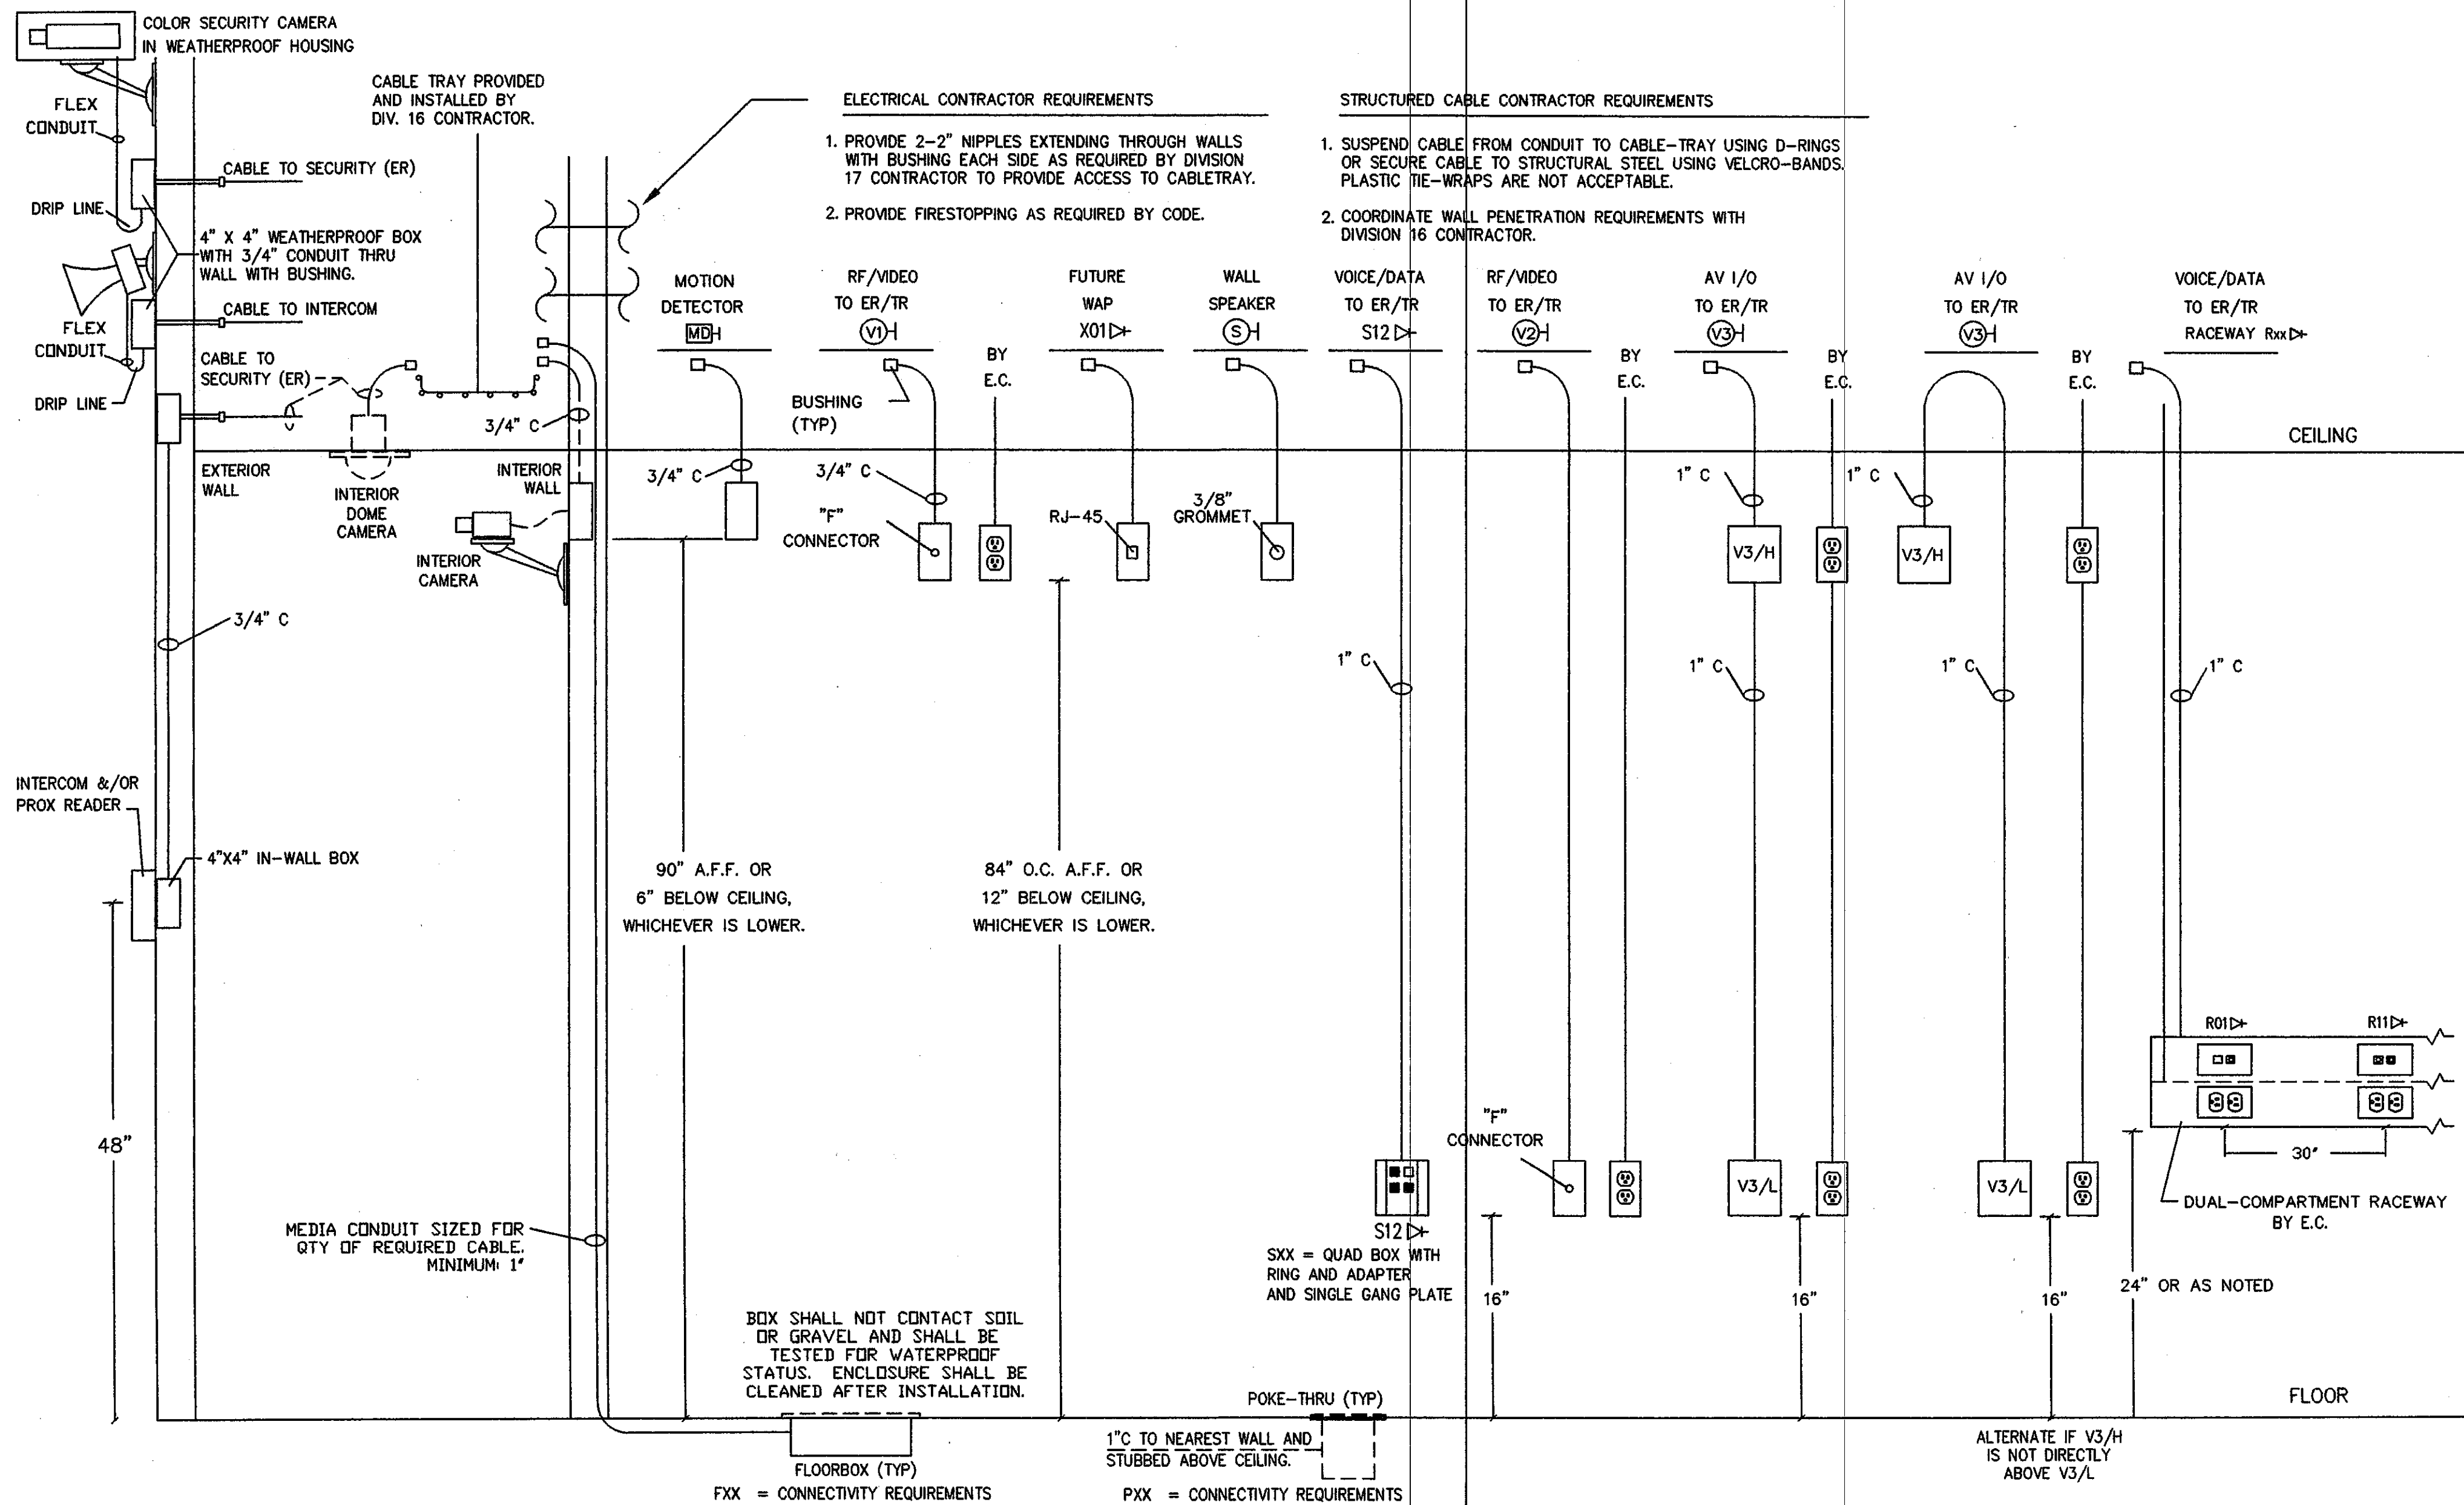 COLOR SECURITY CAMERA
IN WEATHERPROOF HOUSING
FLEX
CONDUIT
CABLE TRAY PROVIDED
AND INSTALLED BY
DIV. 16 CONTRACTOR.
ELECTRICAL CONTRACTOR REQUIREMENTS
1. PROVIDE 2-2" NIPPLES EXTENDING THROUGH WALLS
WITH BUSHING EACH SIDE AS REQUIRED BY DIVISION
17 CONTRACTOR TO PROVIDE ACCESS TO CABLETRAY.
2. PROVIDE FIRESTOPPING AS REQUIRED BY CODE.
STRUCTURED CABLE CONTRACTOR REQUIREMENTS
1. SUSPEND CABLE FROM CONDUIT TO CABLE-TRAY USING D-RINGS
OR SECURE CABLE TO STRUCTURAL STEEL USING VELCRO-BANDS.
PLASTIC TIE-WRAPS ARE NOT ACCEPTABLE.
2. COORDINATE WALL PENETRATION REQUIREMENTS WITH
DIVISION 16 CONTRACTOR.
CABLE TO SECURITY (ER)
DRIP LINE
4" X 4" WEATHERPROOF BOX
WITH 3/4" CONDUIT THRU
WALL WITH BUSHING.
CABLE TO INTERCOM
FLEX
CONDUIT
CABLE TO
SECURITY (ER)
DRIP LINE
MOTION
DETECTOR
MD
RF/VIDEO
TO ER/TR
V1
BY
E.C.
FUTURE
WAP
X01
WALL
SPEAKER
S
VOICE/DATA
TO ER/TR
S12
RF/VIDEO
TO ER/TR
V2
BY
E.C.
AV I/O
TO ER/TR
V3
BY
E.C.
AV I/O
TO ER/TR
V3
BY
E.C.
VOICE/DATA
TO ER/TR
RACEWAY Rxx
BUSHING
(TYP)
3/4" C
CEILING
EXTERIOR
WALL
INTERIOR
DOME
CAMERA
INTERIOR
WALL
INTERIOR
CAMERA
3/4" C
3/4" C
"F"
CONNECTOR
RJ-45
3/8"
GROMMET
1" C
1" C
V3/H
V3/H
3/4" C
1" C
1" C
1" C
1" C
INTERCOM &/OR
PROX READER
4"X4" IN-WALL BOX
90" A.F.F. OR
6" BELOW CEILING,
WHICHEVER IS LOWER.
84" O.C. A.F.F. OR
12" BELOW CEILING,
WHICHEVER IS LOWER.
48"
R01
R11
30"
DUAL-COMPARTMENT RACEWAY
BY E.C.
"F"
CONNECTOR
V3/L
V3/L
S12
SXX = QUAD BOX WITH
RING AND ADAPTER
AND SINGLE GANG PLATE
16"
16"
16"
24" OR AS NOTED
MEDIA CONDUIT SIZED FOR
QTY OF REQUIRED CABLE.
MINIMUM: 1"
BOX SHALL NOT CONTACT SOIL
OR GRAVEL AND SHALL BE
TESTED FOR WATERPROOF
STATUS. ENCLOSURE SHALL BE
CLEANED AFTER INSTALLATION.
POKE-THRU (TYP)
FLOOR
1"C TO NEAREST WALL AND
STUBBED ABOVE CEILING.
FLOORBOX (TYP)
FXX = CONNECTIVITY REQUIREMENTS
PXX = CONNECTIVITY REQUIREMENTS
ALTERNATE IF V3/H
IS NOT DIRECTLY
ABOVE V3/L